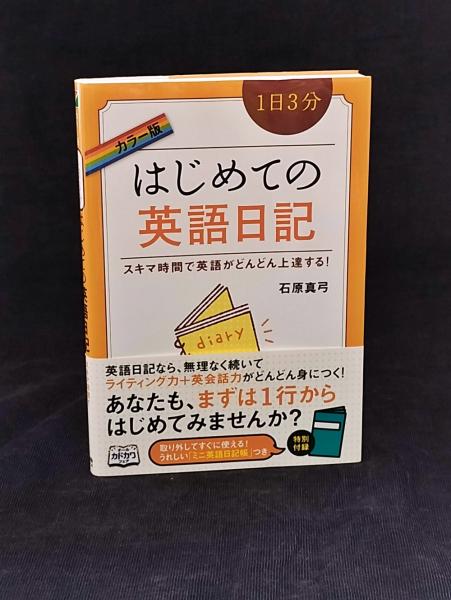 1日3分
カラー版
はじめての
英語日記
スキマ時間で英語がどんどん上達する!
石原真弓
diary
英語日記なら、無理なく続いて
ライティング力+英会話力がどんどん身につく!
あなたも、まずは1行から
はじめてみませんか?
特別
付録
取り外してすぐに使える!
うれしい「ミニ英語日記帳」つき
カドカワ